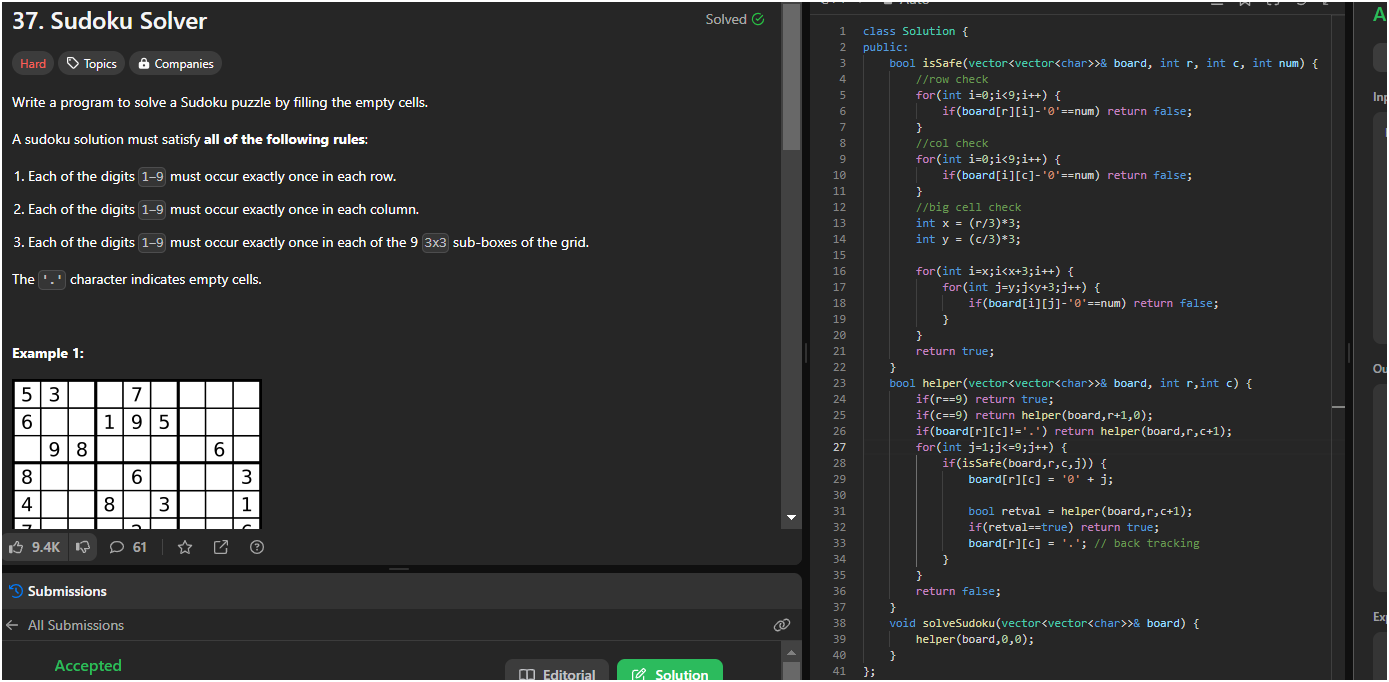 37. Sudoku Solver
Solved
Hard
Topics
Companies
Write a program to solve a Sudoku puzzle by filling the empty cells.
A sudoku solution must satisfy all of the following rules:
1. Each of the digits 1-9 must occur exactly once in each row.
2. Each of the digits 1-9 must occur exactly once in each column.
3. Each of the digits 1-9 must occur exactly once in each of the 9 3x3 sub-boxes of the grid.
The '.' character indicates empty cells.
Example 1:
5 3 7
6 1 9 5
9 8 6
8 6 3
4 8 3 1
9.4K
61
Submissions
All Submissions
Accepted
Editorial
Solution
1 class Solution {
2 public:
3 bool isSafe(vector<vector<char>>& board, int r, int c, int num) {
4 //row check
5 for(int i=0;i<9;i++) {
6 if(board[r][i]-'0'==num) return false;
7 }
8 //col check
9 for(int i=0;i<9;i++) {
10 if(board[i][c]-'0'==num) return false;
11 }
12 //big cell check
13 int x = (r/3)*3;
14 int y = (c/3)*3;
15
16 for(int i=x;i<x+3;i++) {
17 for(int j=y;j<y+3;j++) {
18 if(board[i][j]-'0'==num) return false;
19 }
20 }
21 return true;
22 }
23 bool helper(vector<vector<char>>& board, int r,int c) {
24 if(r==9) return true;
25 if(c==9) return helper(board,r+1,0);
26 if(board[r][c]!='.') return helper(board,r,c+1);
27 for(int j=1;j<=9;j++) {
28 if(isSafe(board,r,c,j)) {
29 board[r][c] = '0' + j;
30
31 bool retval = helper(board,r,c+1);
32 if(retval==true) return true;
33 board[r][c] = '.'; // back tracking
34 }
35 }
36 return false;
37 }
38 void solveSudoku(vector<vector<char>>& board) {
39 helper(board,0,0);
40 }
41 };